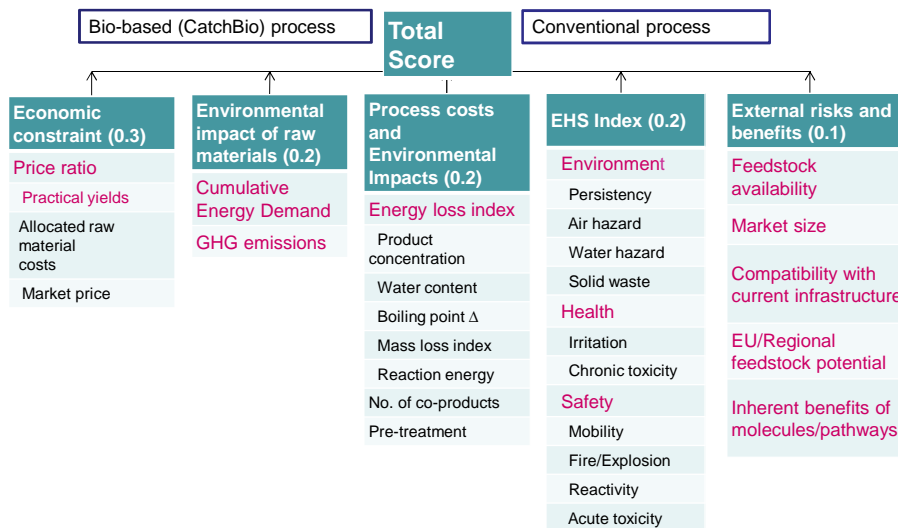 Bio-based (CatchBio) process
Total
Score
Conventional process
Economic
constraint (0.3)
Price ratio
Practical yields
Allocated raw
material
costs
Market price
Environmental
impact of raw
materials (0.2)
Cumulative
Energy Demand
GHG emissions
Process costs
and
Environmental
Impacts (0.2)
Energy loss index
Product
concentration
Water content
Boiling point Δ
Mass loss index
Reaction energy
No. of co-products
Pre-treatment
EHS Index (0.2)
Environment
Persistency
Air hazard
Water hazard
Solid waste
Health
Irritation
Chronic toxicity
Safety
Mobility
Fire/Explosion
Reactivity
Acute toxicity
External risks and
benefits (0.1)
Feedstock
availability
Market size
Compatibility with
current infrastructure
EU/Regional
feedstock potential
Inherent benefits of
molecules/pathways